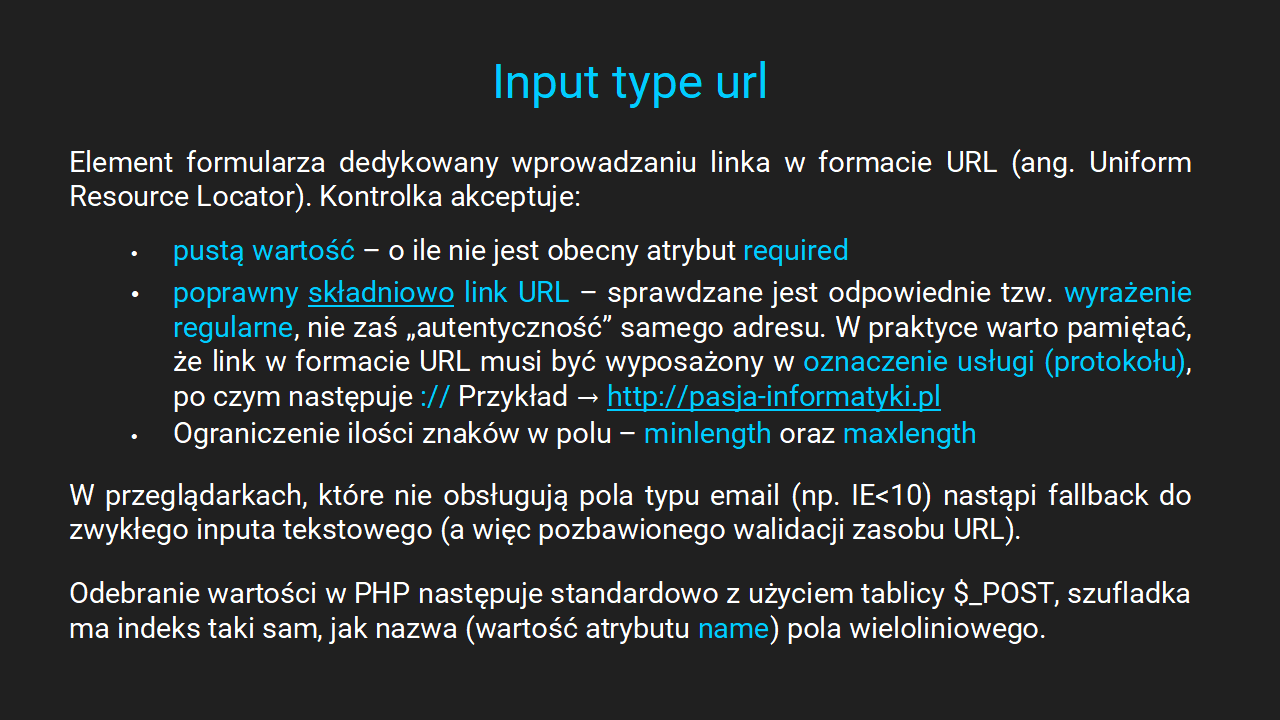 Input type url
Element formularza dedykowany wprowadzaniu linka w formacie URL (ang. Uniform
Resource Locator). Kontrolka akceptuje:
• pustą wartość – o ile nie jest obecny atrybut required
• poprawny składniowo link URL – sprawdzane jest odpowiednie tzw. wyrażenie
regularne, nie zaś „autentyczność” samego adresu. W praktyce warto pamiętać,
że link w formacie URL musi być wyposażony w oznaczenie usługi (protokołu),
po czym następuje :// Przykład → http://pasja-informatyki.pl
• Ograniczenie ilości znaków w polu – minlength oraz maxlength
W przeglądarkach, które nie obsługują pola typu email (np. IE<10) nastąpi fallback do
zwykłego inputa tekstowego (a więc pozbawionego walidacji zasobu URL).
Odebranie wartości w PHP następuje standardowo z użyciem tablicy $_POST, szufladka
ma indeks taki sam, jak nazwa (wartość atrybutu name) pola wieloliniowego.